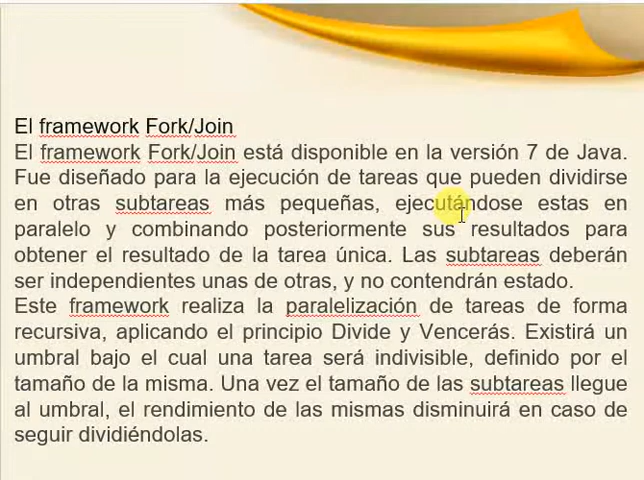 El framework Fork/Join
El framework Fork/Join está disponible en la versión 7 de Java.
Fue diseñado para la ejecución de tareas que pueden dividirse
en otras subtareas más pequeñas, ejecutándose estas en
paralelo y combinando posteriormente sus resultados para
obtener el resultado de la tarea única. Las subtareas deberán
ser independientes unas de otras, y no contendrán estado.
Este framework realiza la paralelización de tareas de forma
recursiva, aplicando el principio Divide y Vencerás. Existirá un
umbral bajo el cual una tarea será indivisible, definido por el
tamaño de la misma. Una vez el tamaño de las subtareas llegue
al umbral, el rendimiento de las mismas disminuirá en caso de
seguir dividiéndolas.